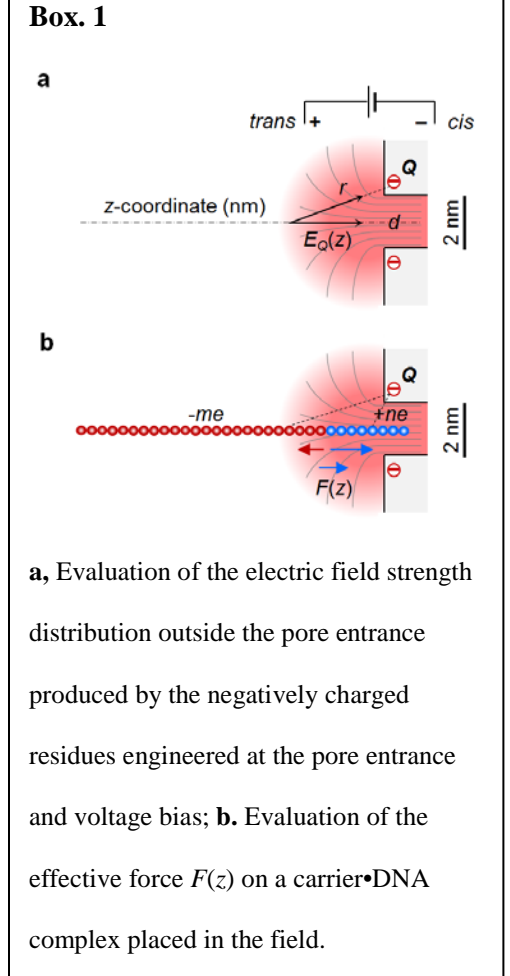 Box. 1
a
trans + − cis
Q
r
z-coordinate (nm)
d
E_Q(z)
2 nm
b
Q
-me
+ne
F(z)
2 nm
a, Evaluation of the electric field strength
distribution outside the pore entrance
produced by the negatively charged
residues engineered at the pore entrance
and voltage bias; b. Evaluation of the
effective force F(z) on a carrier•DNA
complex placed in the field.